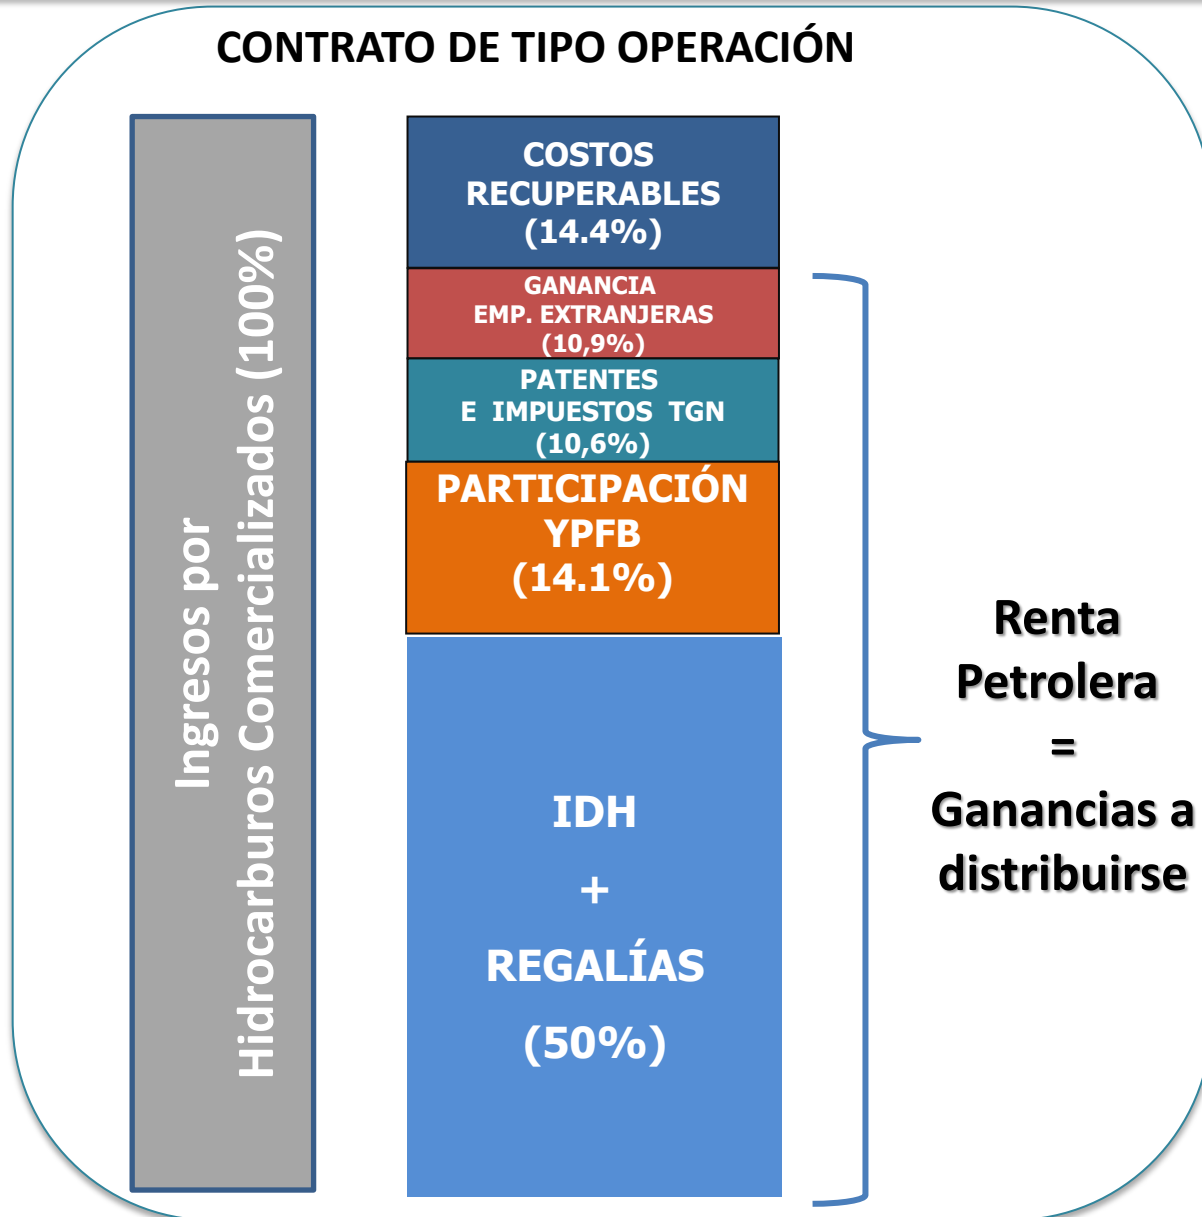 CONTRATO DE TIPO OPERACIÓN
Ingresos por
Hidrocarburos Comercializados (100%)
COSTOS
RECUPERABLES
(14.4%)
GANANCIA
EMP. EXTRANJERAS
(10,9%)
PATENTES
E IMPUESTOS TGN
(10,6%)
PARTICIPACIÓN
YPFB
(14.1%)
IDH
+
REGALÍAS
(50%)
Renta
Petrolera
=
Ganancias a
distribuirse